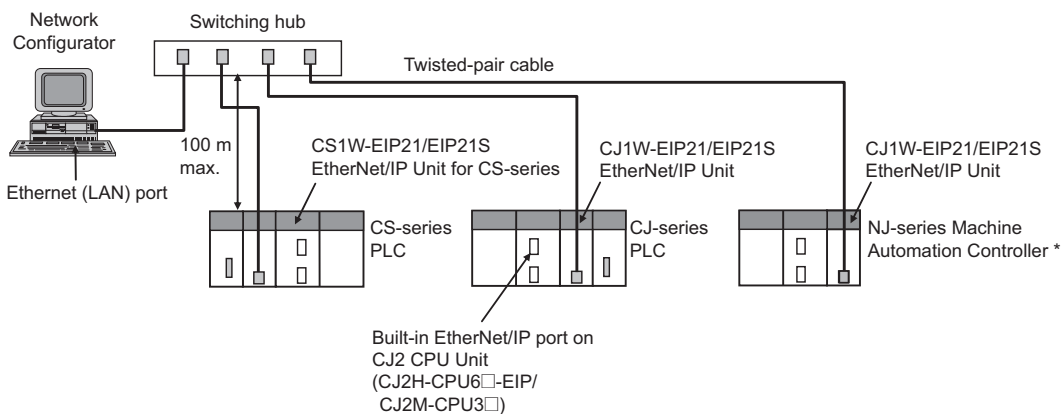 Network
Configurator
Switching hub
Twisted-pair cable
100 m
max.
Ethernet (LAN) port
CS1W-EIP21/EIP21S
EtherNet/IP Unit for CS-series
CJ1W-EIP21/EIP21S
EtherNet/IP Unit
CJ1W-EIP21/EIP21S
EtherNet/IP Unit
CS-series
PLC
CJ-series
PLC
NJ-series Machine
Automation Controller *
Built-in EtherNet/IP port on
CJ2 CPU Unit
(CJ2H-CPU6□-EIP/
CJ2M-CPU3□)